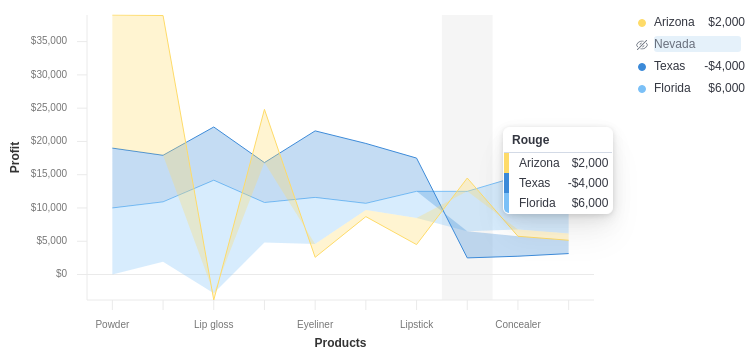 Profit
$35,000
$30,000
$25,000
$20,000
$15,000
$10,000
$5,000
$0
Powder
Lip gloss
Eyeliner
Lipstick
Concealer
Products
Arizona $2,000
Nevada
Texas -$4,000
Florida $6,000
Rouge
Arizona $2,000
Texas -$4,000
Florida $6,000